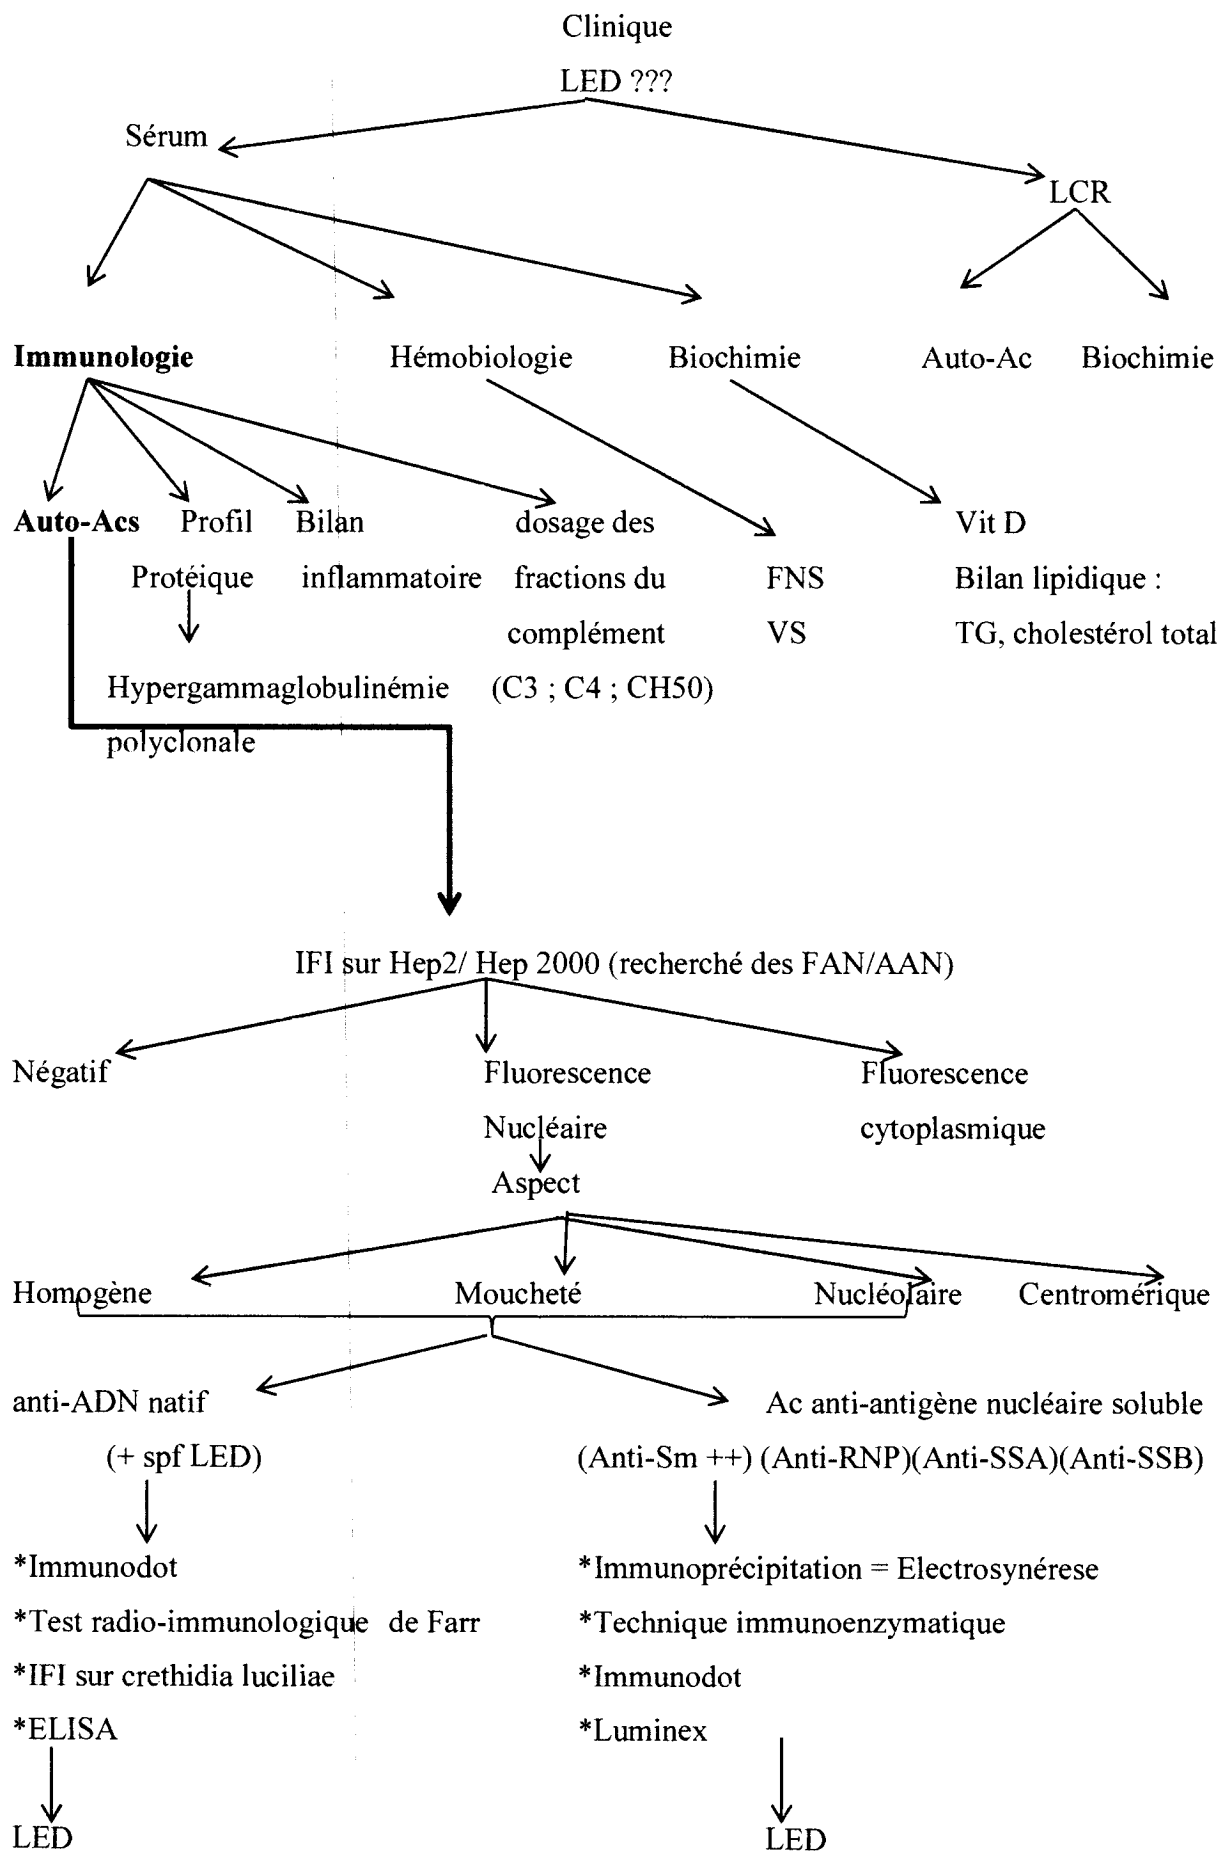 Clinique
LED ???
Sérum
LCR
Immunologie Hémobiologie Biochimie Auto-Ac Biochimie
Auto-Acs Profil Bilan dosage des Vit D
Protéique inflammatoire fractions du FNS Bilan lipidique :
complément VS TG, cholestérol total
Hypergammaglobulinémie (C3 ; C4 ; CH50)
polyclonale
IFI sur Hep2/ Hep 2000 (recherché des FAN/AAN)
Négatif Fluorescence Fluorescence
Nucléaire cytoplasmique
Aspect
Homogène Moucheté Nucléolaire Centromérique
anti-ADN natif Ac anti-antigène nucléaire soluble
(+ spf LED) (Anti-Sm ++) (Anti-RNP)(Anti-SSA)(Anti-SSB)
*Immunodot *Immunoprécipitation = Electrosynérese
*Test radio-immunologique de Farr *Technique immunoenzymatique
*IFI sur crethidia luciliae *Immunodot
*ELISA *Luminex
LED LED